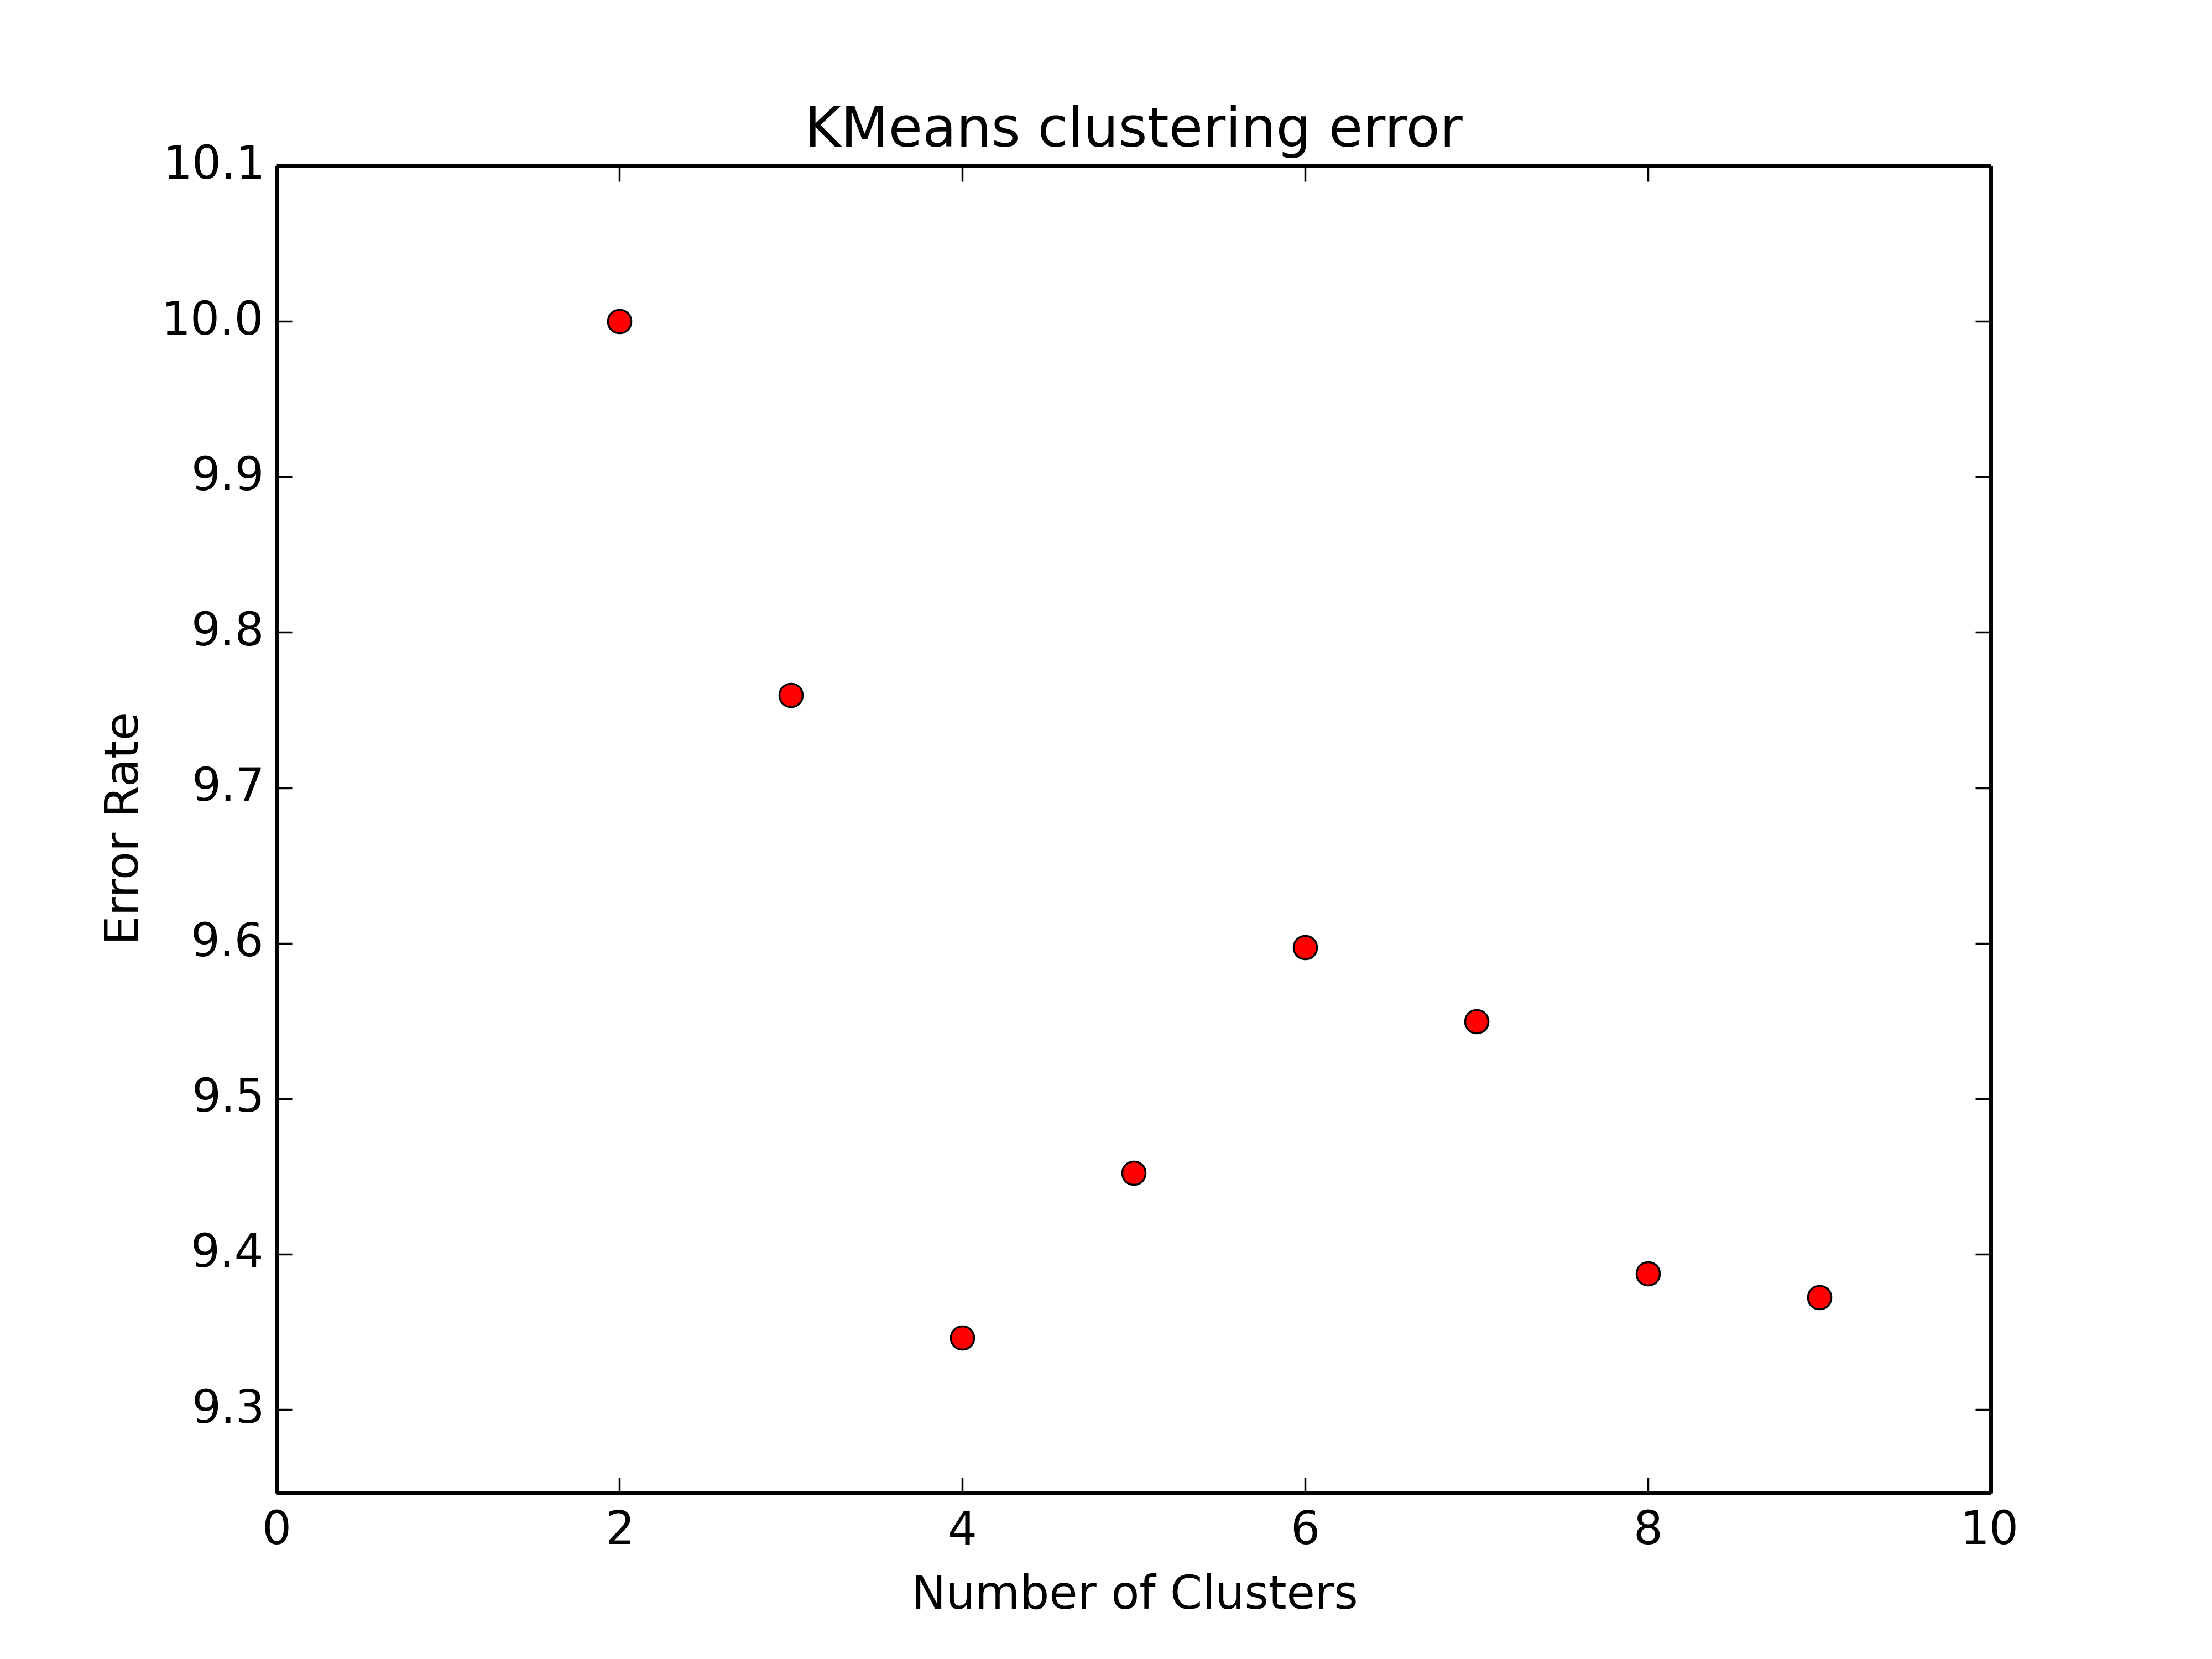 KMeans clustering error
10.1
10.0
9.9
9.8
9.7
9.6
9.5
9.4
9.3
Error Rate
0 2 4 6 8 10
Number of Clusters